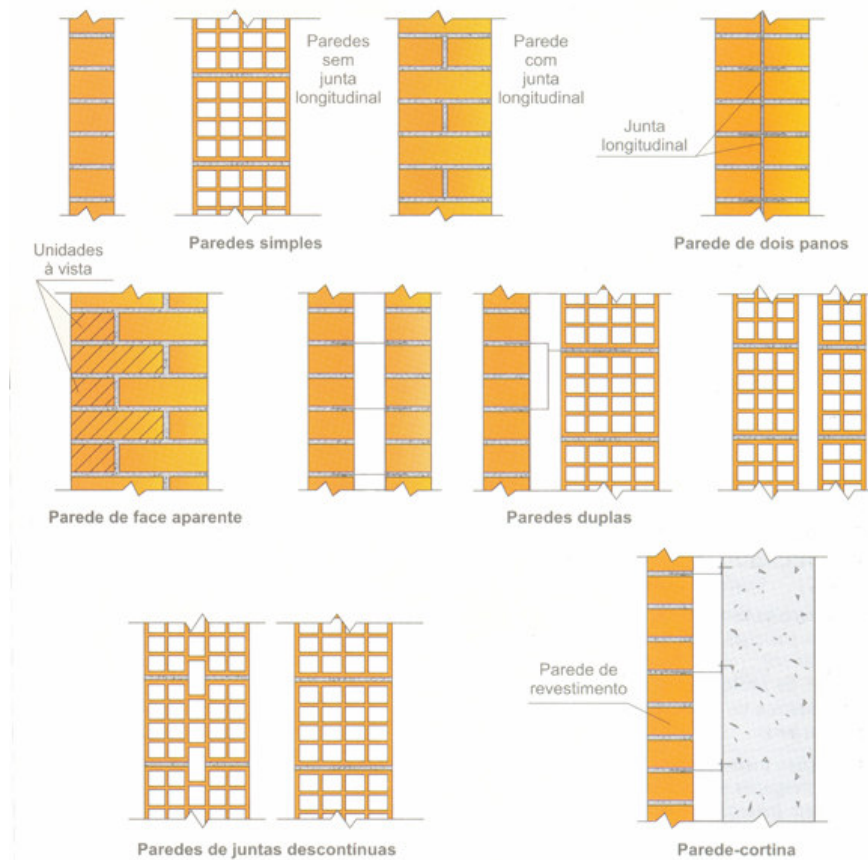 Paredes
sem
junta
longitudinal
Parede
com
junta
longitudinal
Junta
longitudinal
Paredes simples
Parede de dois panos
Unidades
à vista
Parede de face aparente
Paredes duplas
Parede de
revestimento
Paredes de juntas descontínuas
Parede-cortina